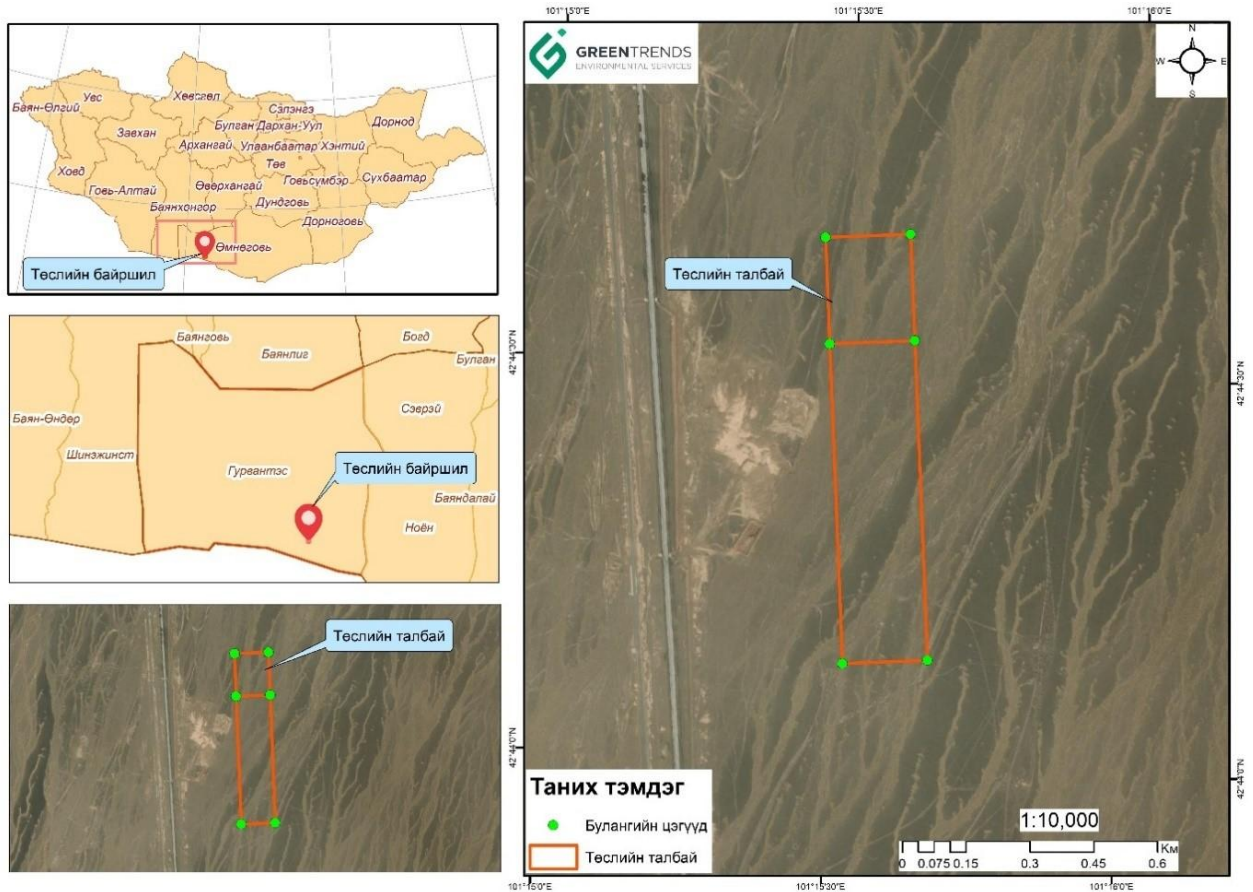 Баян-Өлгий
Увс
Хөвсгөл
Сэлэнгэ
Завхан
Булган
Дархан-Уул
Дорнод
Архангай
Улаанбаатар
Хэнтий
Ховд
Төв
Говь-Алтай
Өвөрхангай
Говьсүмбэр
Сүхбаатар
Баянхонгор
Дундговь
Дорноговь
Өмнөговь
Төслийн байршил
Баянговь
Баянлиг
Богд
Булган
Баян-Өндөр
Сэврэй
Шинэжинст
Гурвантэс
Төслийн байршил
Баяндалай
Ноён
Төслийн талбай
101°15'0"E
101°15'30"E
101°16'0"E
GREENTRENDS
ENVIRONMENTAL SERVICES
N
W
E
S
Төслийн талбай
42°44'30"N
42°44'30"N
42°44'0"N
42°44'0"N
Таних тэмдэг
Булангийн цэгүүд
Төслийн талбай
1:10,000
0 0.075 0.15 0.3 0.45 0.6 Км
101°15'0"E
101°15'30"E
101°16'0"E